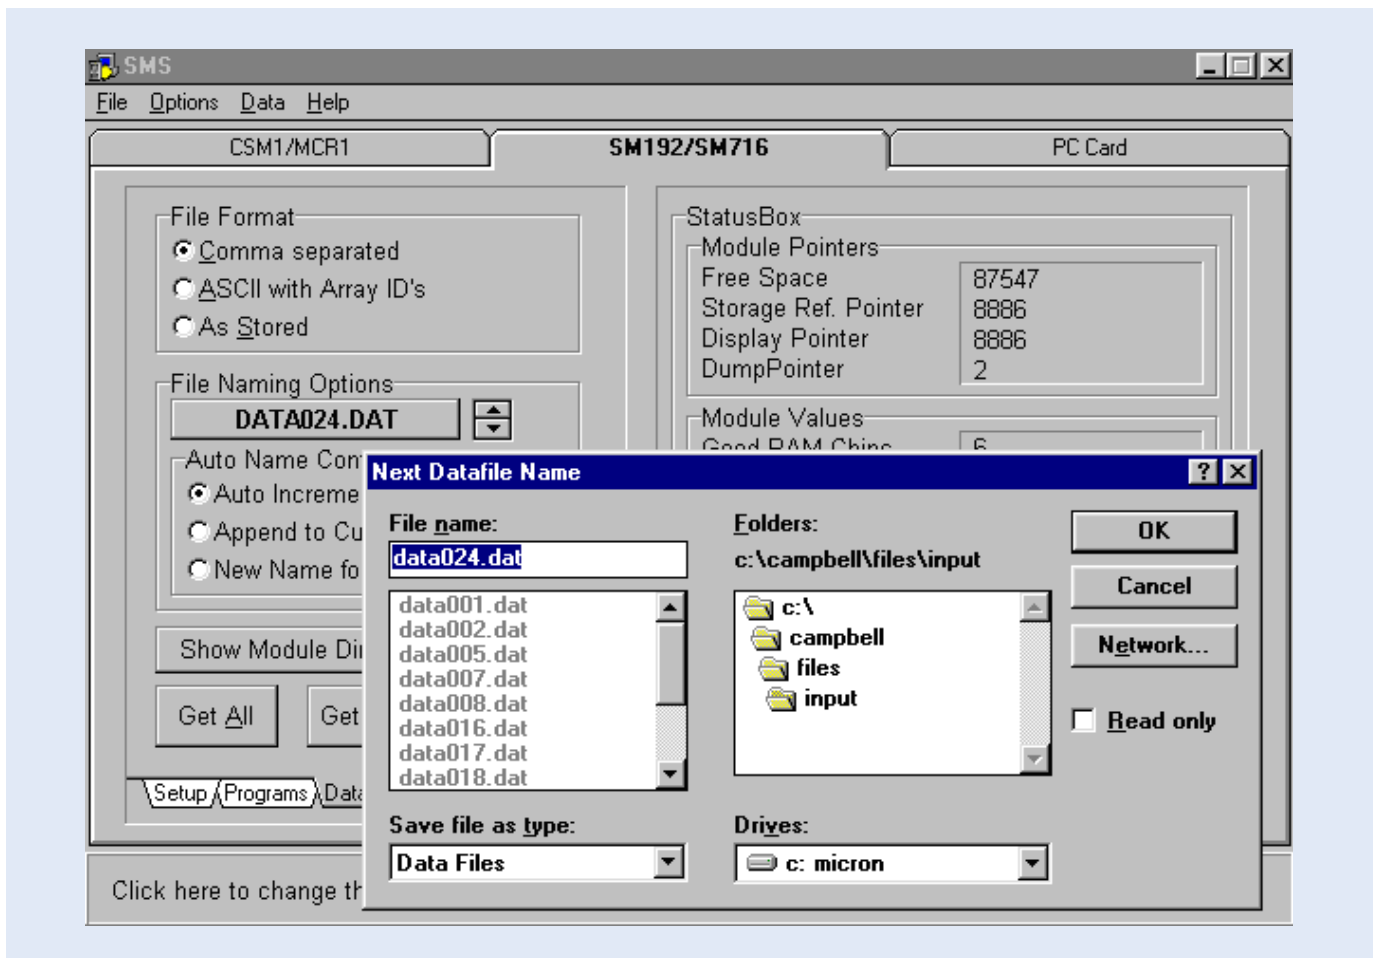 SMS
File Options Data Help
CSM1/MCR1 SM192/SM716 PC Card
File Format
Comma separated
ASCII with Array ID's
As Stored
File Naming Options
DATA024.DAT
Auto Name Con
Auto Increme
Append to Cu
New Name fo
Show Module Di
Get All
Get
Setup Programs Data
Click here to change th
StatusBox
Module Pointers
Free Space 87547
Storage Ref. Pointer 8886
Display Pointer 8886
DumpPointer 2
Module Values
Good RAM Chips 6
Next Datafile Name
File name:
data024.dat
data001.dat
data002.dat
data005.dat
data007.dat
data008.dat
data016.dat
data017.dat
data018.dat
Save file as type:
Data Files
Folders:
c:\campbell\files\input
c:\
campbell
files
input
Drives:
c: micron
OK
Cancel
Network...
Read only